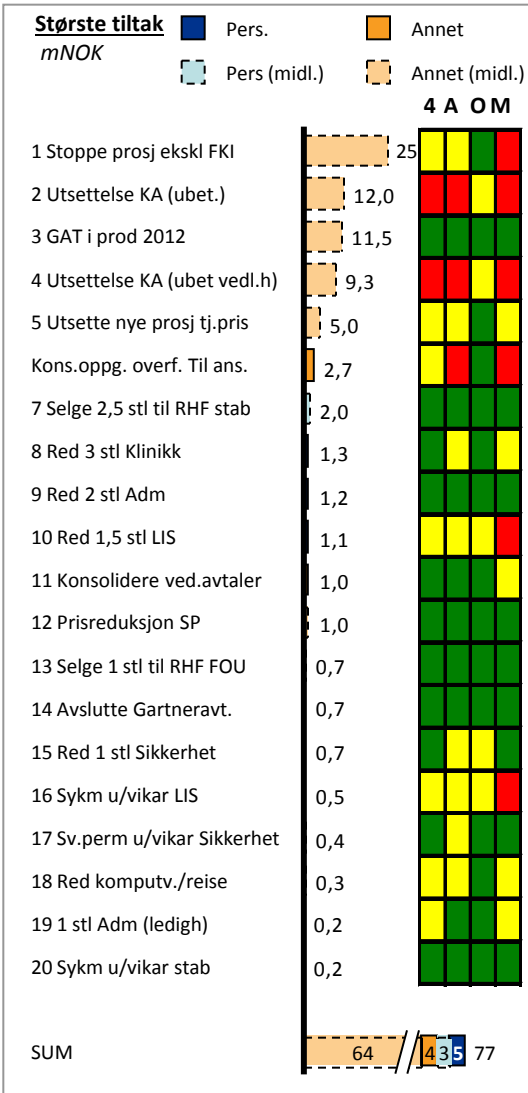 Største tiltak
mNOK
Pers.
Annet
Pers (midl.)
Annet (midl.)
4 A O M
1 Stoppe prosj ekskl FKI 25
2 Utsettelse KA (ubet.) 12,0
3 GAT i prod 2012 11,5
4 Utsettelse KA (ubet vedl.h) 9,3
5 Utsette nye prosj tj.pris 5,0
Kons.oppg. overf. Til ans. 2,7
7 Selge 2,5 stl til RHF stab 2,0
8 Red 3 stl Klinikk 1,3
9 Red 2 stl Adm 1,2
10 Red 1,5 stl LIS 1,1
11 Konsolidere ved.avtaler 1,0
12 Prisreduksjon SP 1,0
13 Selge 1 stl til RHF FOU 0,7
14 Avslutte Gartneravt. 0,7
15 Red 1 stl Sikkerhet 0,7
16 Sykm u/vikar LIS 0,5
17 Sv.perm u/vikar Sikkerhet 0,4
18 Red komputv./reise 0,3
19 1 stl Adm (ledigh) 0,2
20 Sykm u/vikar stab 0,2
SUM 64 4 3 5 77